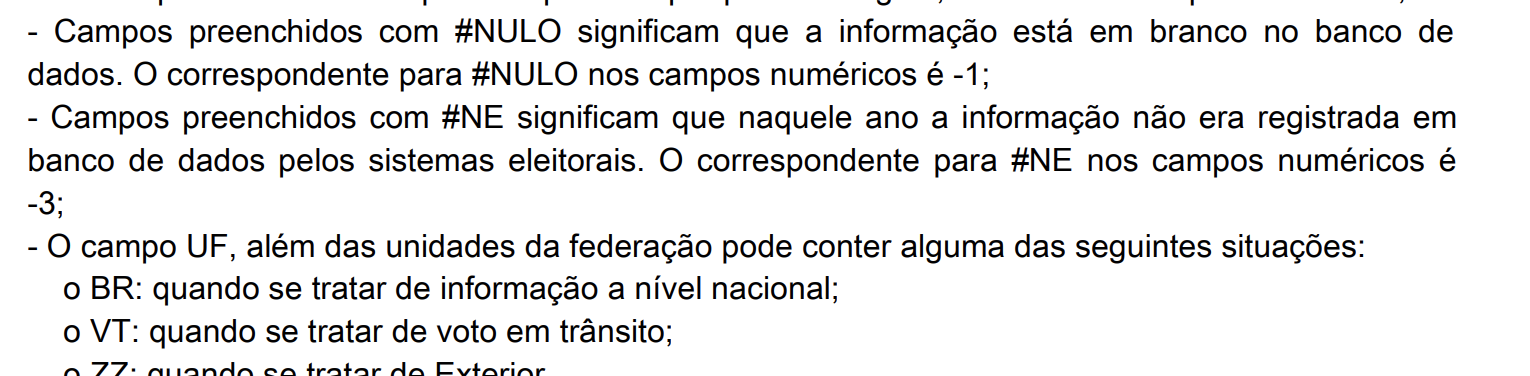 - Campos preenchidos com #NULO significam que a informação está em branco no banco de
dados. O correspondente para #NULO nos campos numéricos é -1;
- Campos preenchidos com #NE significam que naquele ano a informação não era registrada em
banco de dados pelos sistemas eleitorais. O correspondente para #NE nos campos numéricos é
-3;
- O campo UF, além das unidades da federação pode conter alguma das seguintes situações:
o BR: quando se tratar de informação a nível nacional;
o VT: quando se tratar de voto em trânsito;
o ZZ: quando se tratar de Exterior